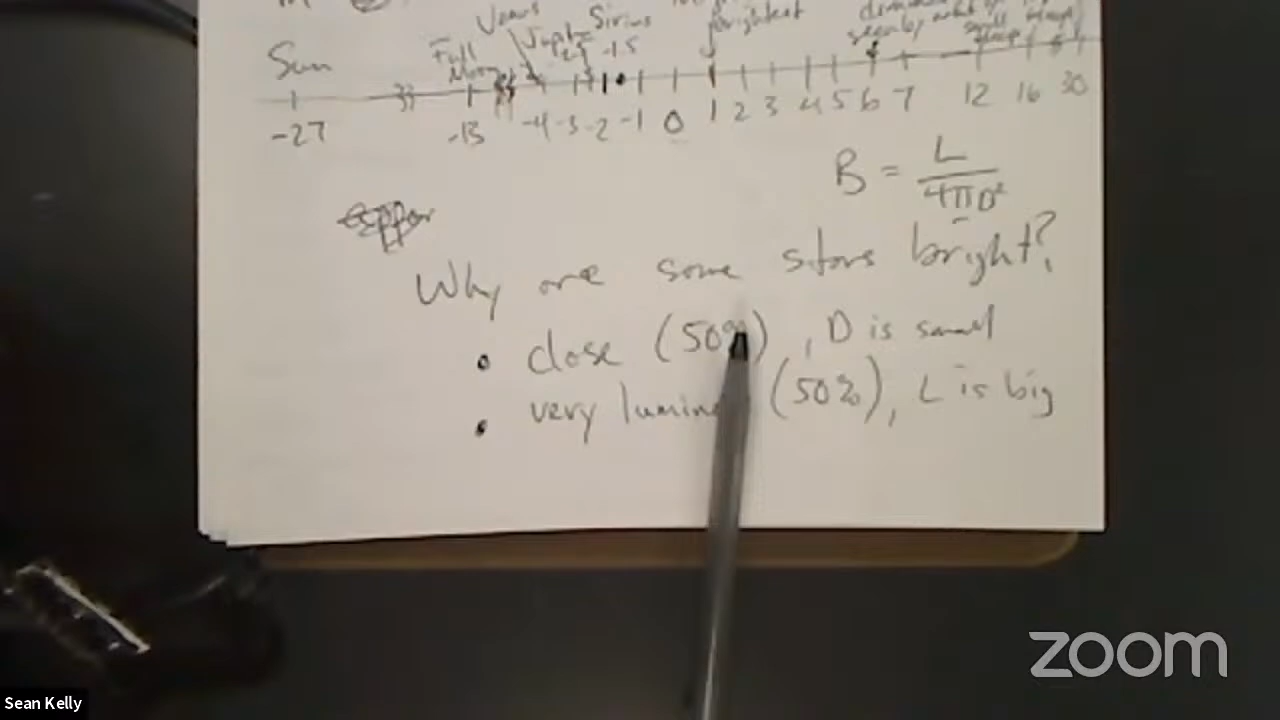 Venus Sirius brightest
Sun Full Moon -1.5
-27 -13 -4 -3 -2 -1 0 1 2 3 4 5 6 7 12 16 30
B = L / 4πD²
Why are some stars bright?
• close (50%), D is small
• very lumin (50%), L is big
zoom
Sean Kelly